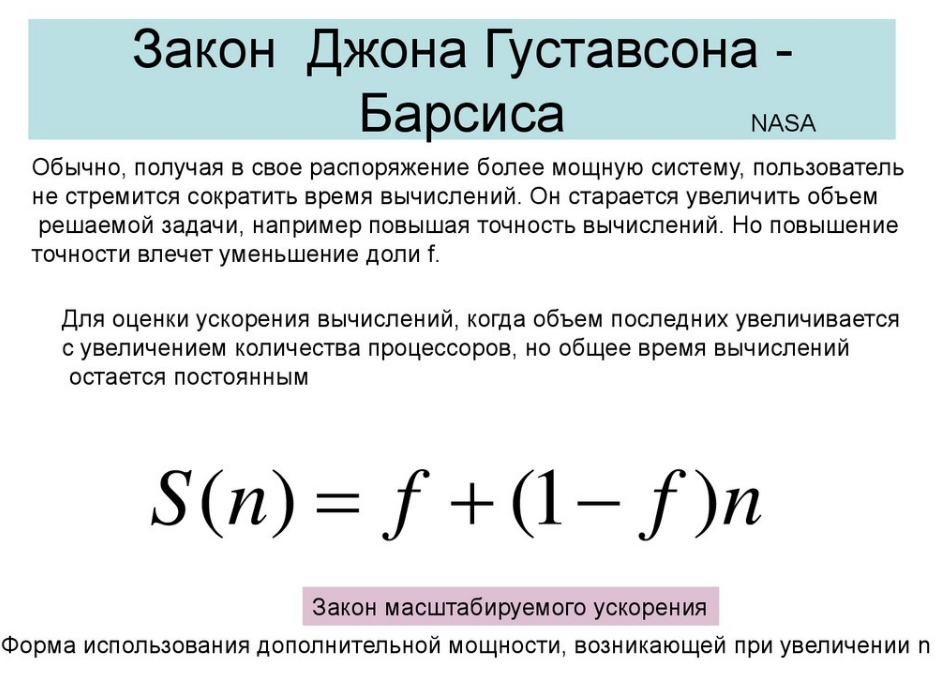 Закон Джона Густавсона -
Барсиса NASA
Обычно, получая в свое распоряжение более мощную систему, пользователь
не стремится сократить время вычислений. Он старается увеличить объем
решаемой задачи, например повышая точность вычислений. Но повышение
точности влечет уменьшение доли f.
Для оценки ускорения вычислений, когда объем последних увеличивается
с увеличением количества процессоров, но общее время вычислений
остается постоянным
S(n) = f + (1 − f)n
Закон масштабируемого ускорения
Форма использования дополнительной мощности, возникающей при увеличении n